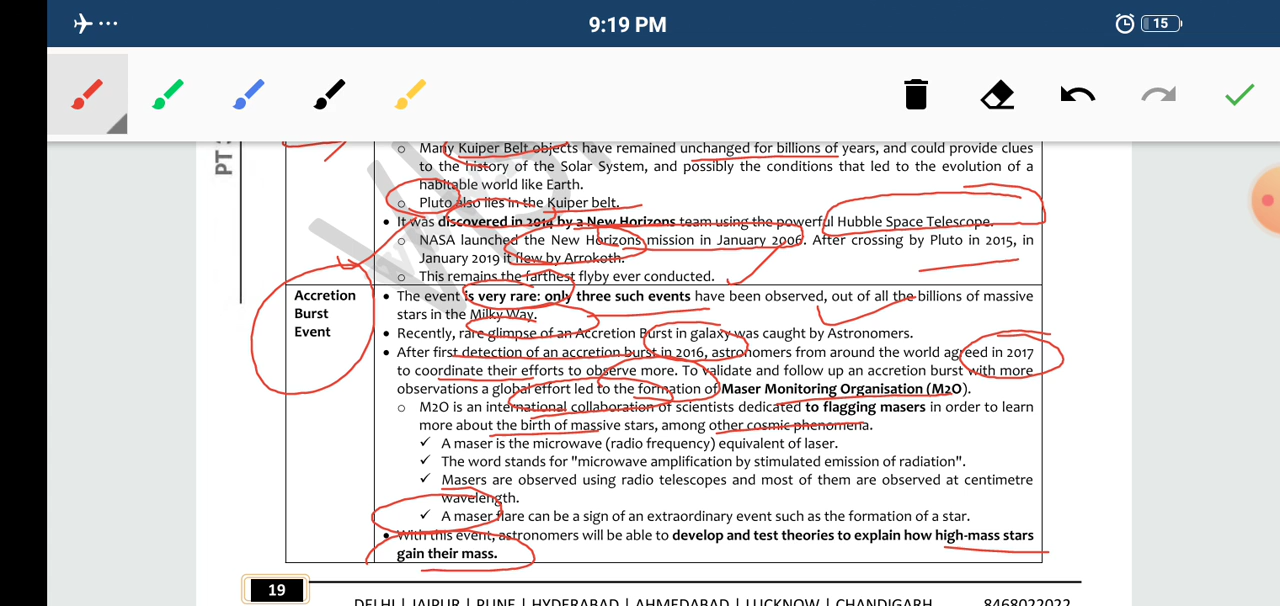 9:19 PM
15
PT
Many Kuiper Belt objects have remained unchanged for billions of years, and could provide clues
to the history of the Solar System, and possibly the conditions that led to the evolution of a
habitable world like Earth.
Pluto also lies in the Kuiper belt.
It was discovered in 2014 by a New Horizons team using the powerful Hubble Space Telescope.
NASA launched the New Horizons mission in January 2006. After crossing by Pluto in 2015, in
January 2019 it flew by Arrokoth.
This remains the farthest flyby ever conducted.
Accretion
Burst
Event
The event is very rare: only three such events have been observed, out of all the billions of massive
stars in the Milky Way.
Recently, rare glimpse of an Accretion Burst in galaxy was caught by Astronomers.
After first detection of an accretion burst in 2016, astronomers from around the world agreed in 2017
to coordinate their efforts to observe more. To validate and follow up an accretion burst with more
observations a global effort led to the formation of Maser Monitoring Organisation (M2O).
M2O is an international collaboration of scientists dedicated to flagging masers in order to learn
more about the birth of massive stars, among other cosmic phenomena.
✓ A maser is the microwave (radio frequency) equivalent of laser.
✓ The word stands for "microwave amplification by stimulated emission of radiation".
✓ Masers are observed using radio telescopes and most of them are observed at centimetre
wavelength.
✓ A maser flare can be a sign of an extraordinary event such as the formation of a star.
With this event, astronomers will be able to develop and test theories to explain how high-mass stars
gain their mass.
19
DELHI | JAIPUR | PUNE | HYDERABAD | AHMEDABAD | LUCKNOW | CHANDIGARH 8468022022